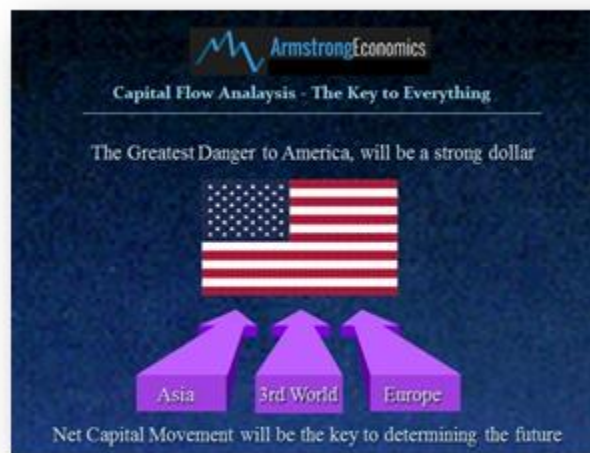 ArmstrongEconomics
Capital Flow Analaysis - The Key to Everything
The Greatest Danger to America, will be a strong dollar
Asia 3rd World Europe
Net Capital Movement will be the key to determining the future